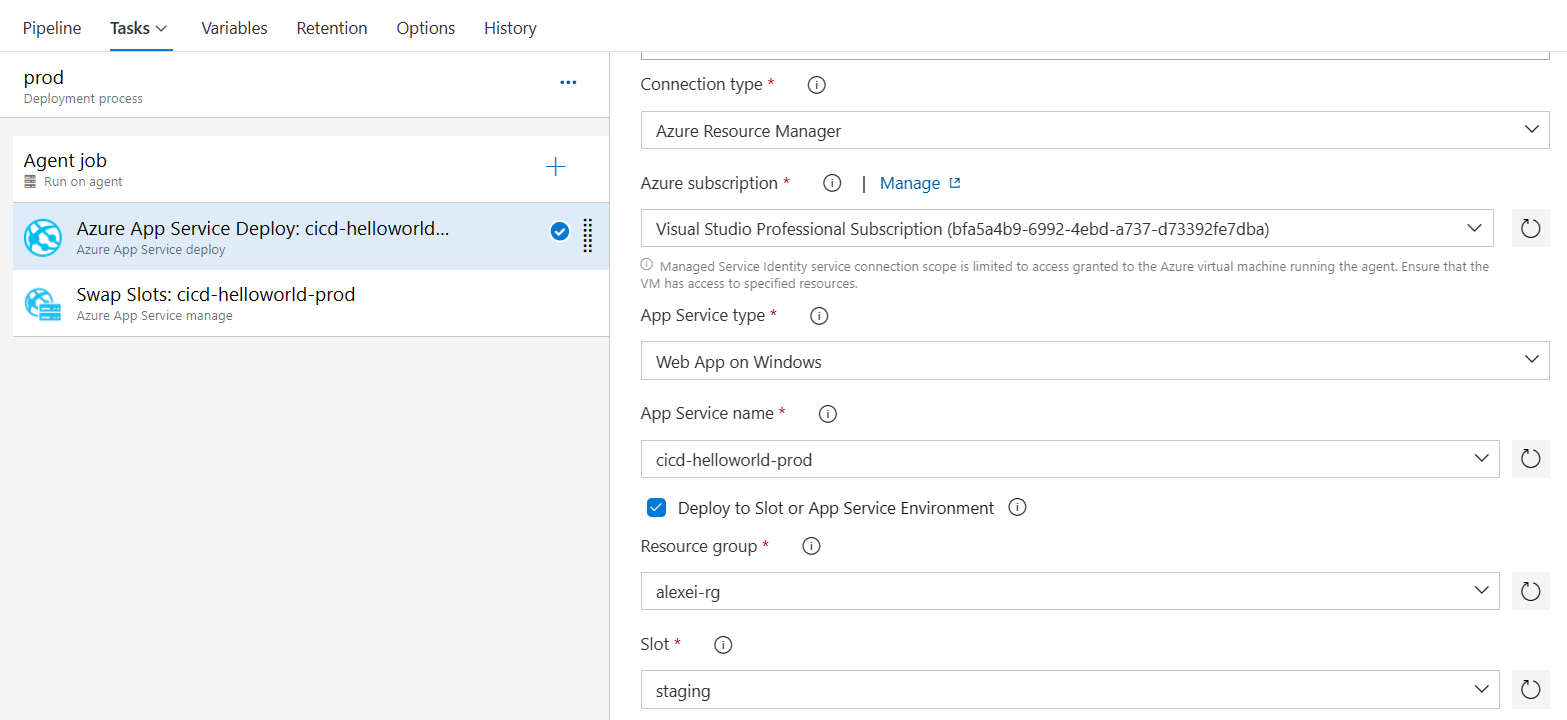 Pipeline Tasks Variables Retention Options History
prod
Deployment process
Agent job
Run on agent
Azure App Service Deploy: cicd-helloworld...
Azure App Service deploy
Swap Slots: cicd-helloworld-prod
Azure App Service manage
Connection type *
Azure Resource Manager
Azure subscription * | Manage
Visual Studio Professional Subscription (bfa5a4b9-6992-4ebd-a737-d73392fe7dba)
Managed Service Identity service connection scope is limited to access granted to the Azure virtual machine running the agent. Ensure that the
VM has access to specified resources.
App Service type *
Web App on Windows
App Service name *
cicd-helloworld-prod
Deploy to Slot or App Service Environment
Resource group *
alexei-rg
Slot *
staging